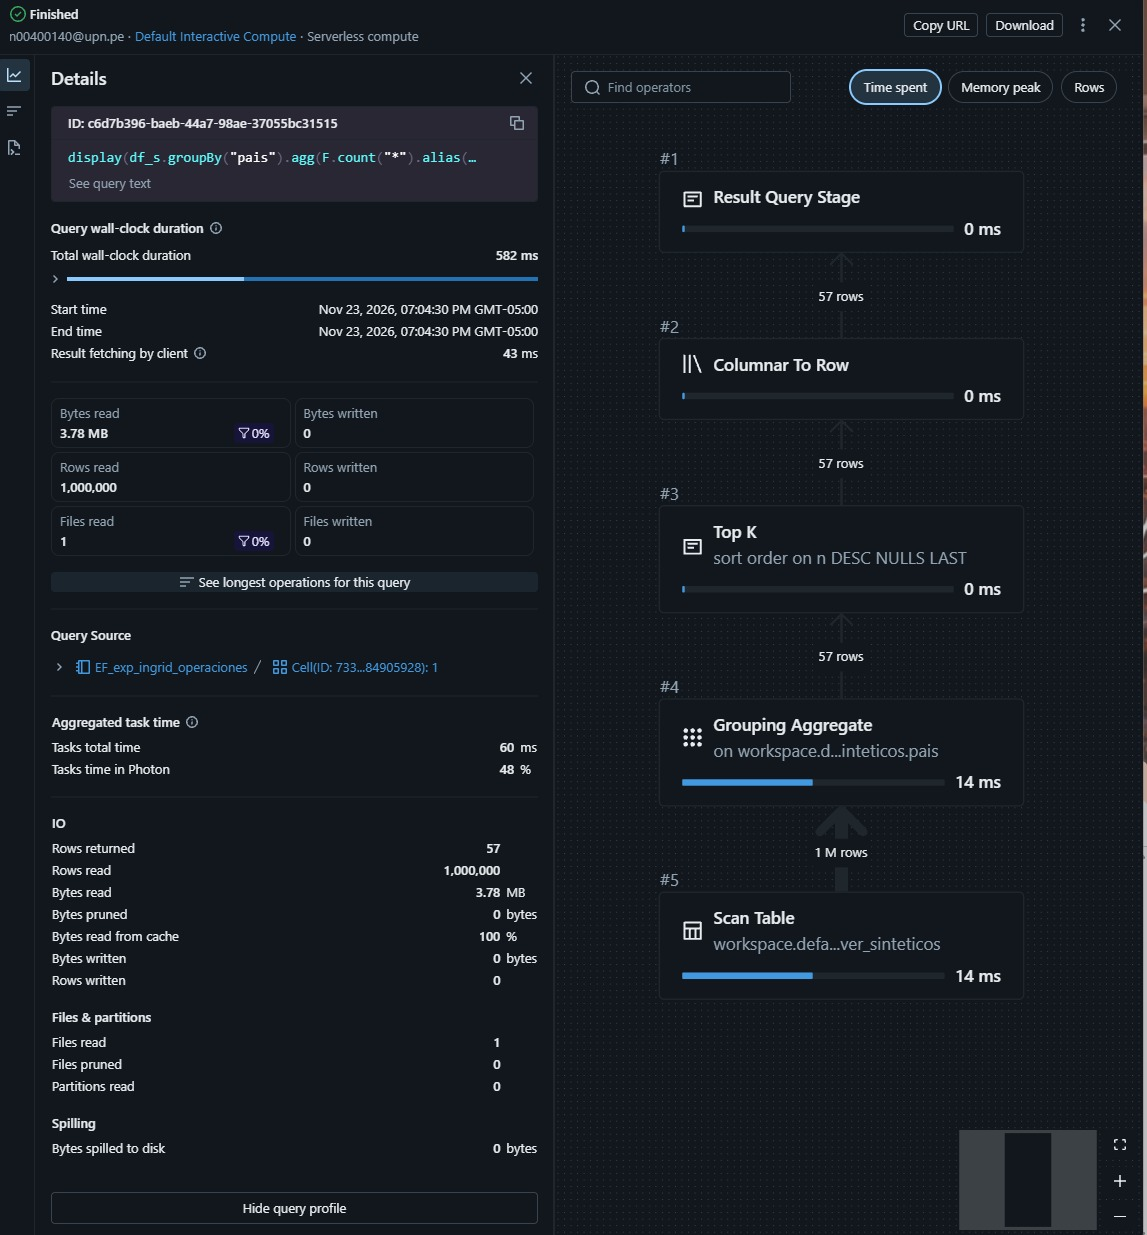 Finished
n00400140@upn.pe · Default Interactive Compute · Serverless compute
Copy URL
Download
Details
ID: c6d7b396-baeb-44a7-98ae-37055bc31515
display(df_s.groupBy("pais").agg(F.count("*").alias(…
See query text
Query wall-clock duration
Total wall-clock duration 582 ms
Start time Nov 23, 2026, 07:04:30 PM GMT-05:00
End time Nov 23, 2026, 07:04:30 PM GMT-05:00
Result fetching by client 43 ms
Bytes read Bytes written
3.78 MB 0% 0
Rows read Rows written
1,000,000 0
Files read Files written
1 0% 0
See longest operations for this query
Query Source
EF_exp_ingrid_operaciones / Cell(ID: 733...84905928): 1
Aggregated task time
Tasks total time 60 ms
Tasks time in Photon 48 %
IO
Rows returned 57
Rows read 1,000,000
Bytes read 3.78 MB
Bytes pruned 0 bytes
Bytes read from cache 100 %
Bytes written 0 bytes
Rows written 0
Files & partitions
Files read 1
Files pruned 0
Partitions read 0
Spilling
Bytes spilled to disk 0 bytes
Hide query profile
Find operators
Time spent
Memory peak
Rows
#1
Result Query Stage
0 ms
57 rows
#2
Columnar To Row
0 ms
57 rows
#3
Top K
sort order on n DESC NULLS LAST
0 ms
57 rows
#4
Grouping Aggregate
on workspace.d...inteticos.pais
14 ms
1 M rows
#5
Scan Table
workspace.defa...ver_sinteticos
14 ms